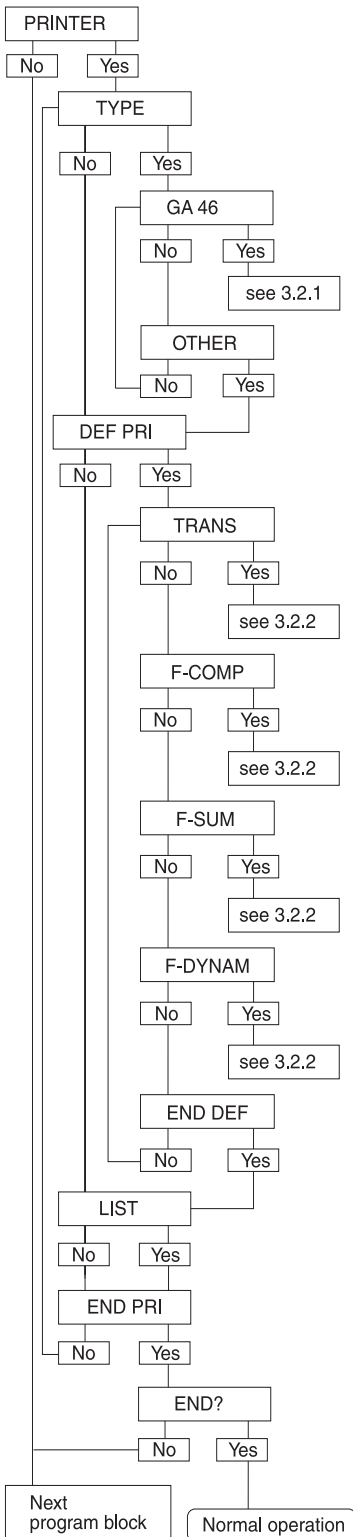 PRINTER
No Yes
TYPE
No Yes
GA 46
No Yes
see 3.2.1
OTHER
No Yes
DEF PRI
No Yes
TRANS
No Yes
see 3.2.2
F-COMP
No Yes
see 3.2.2
F-SUM
No Yes
see 3.2.2
F-DYNAM
No Yes
see 3.2.2
END DEF
No Yes
LIST
No Yes
END PRI
No Yes
END?
No Yes
Next
program block
Normal operation